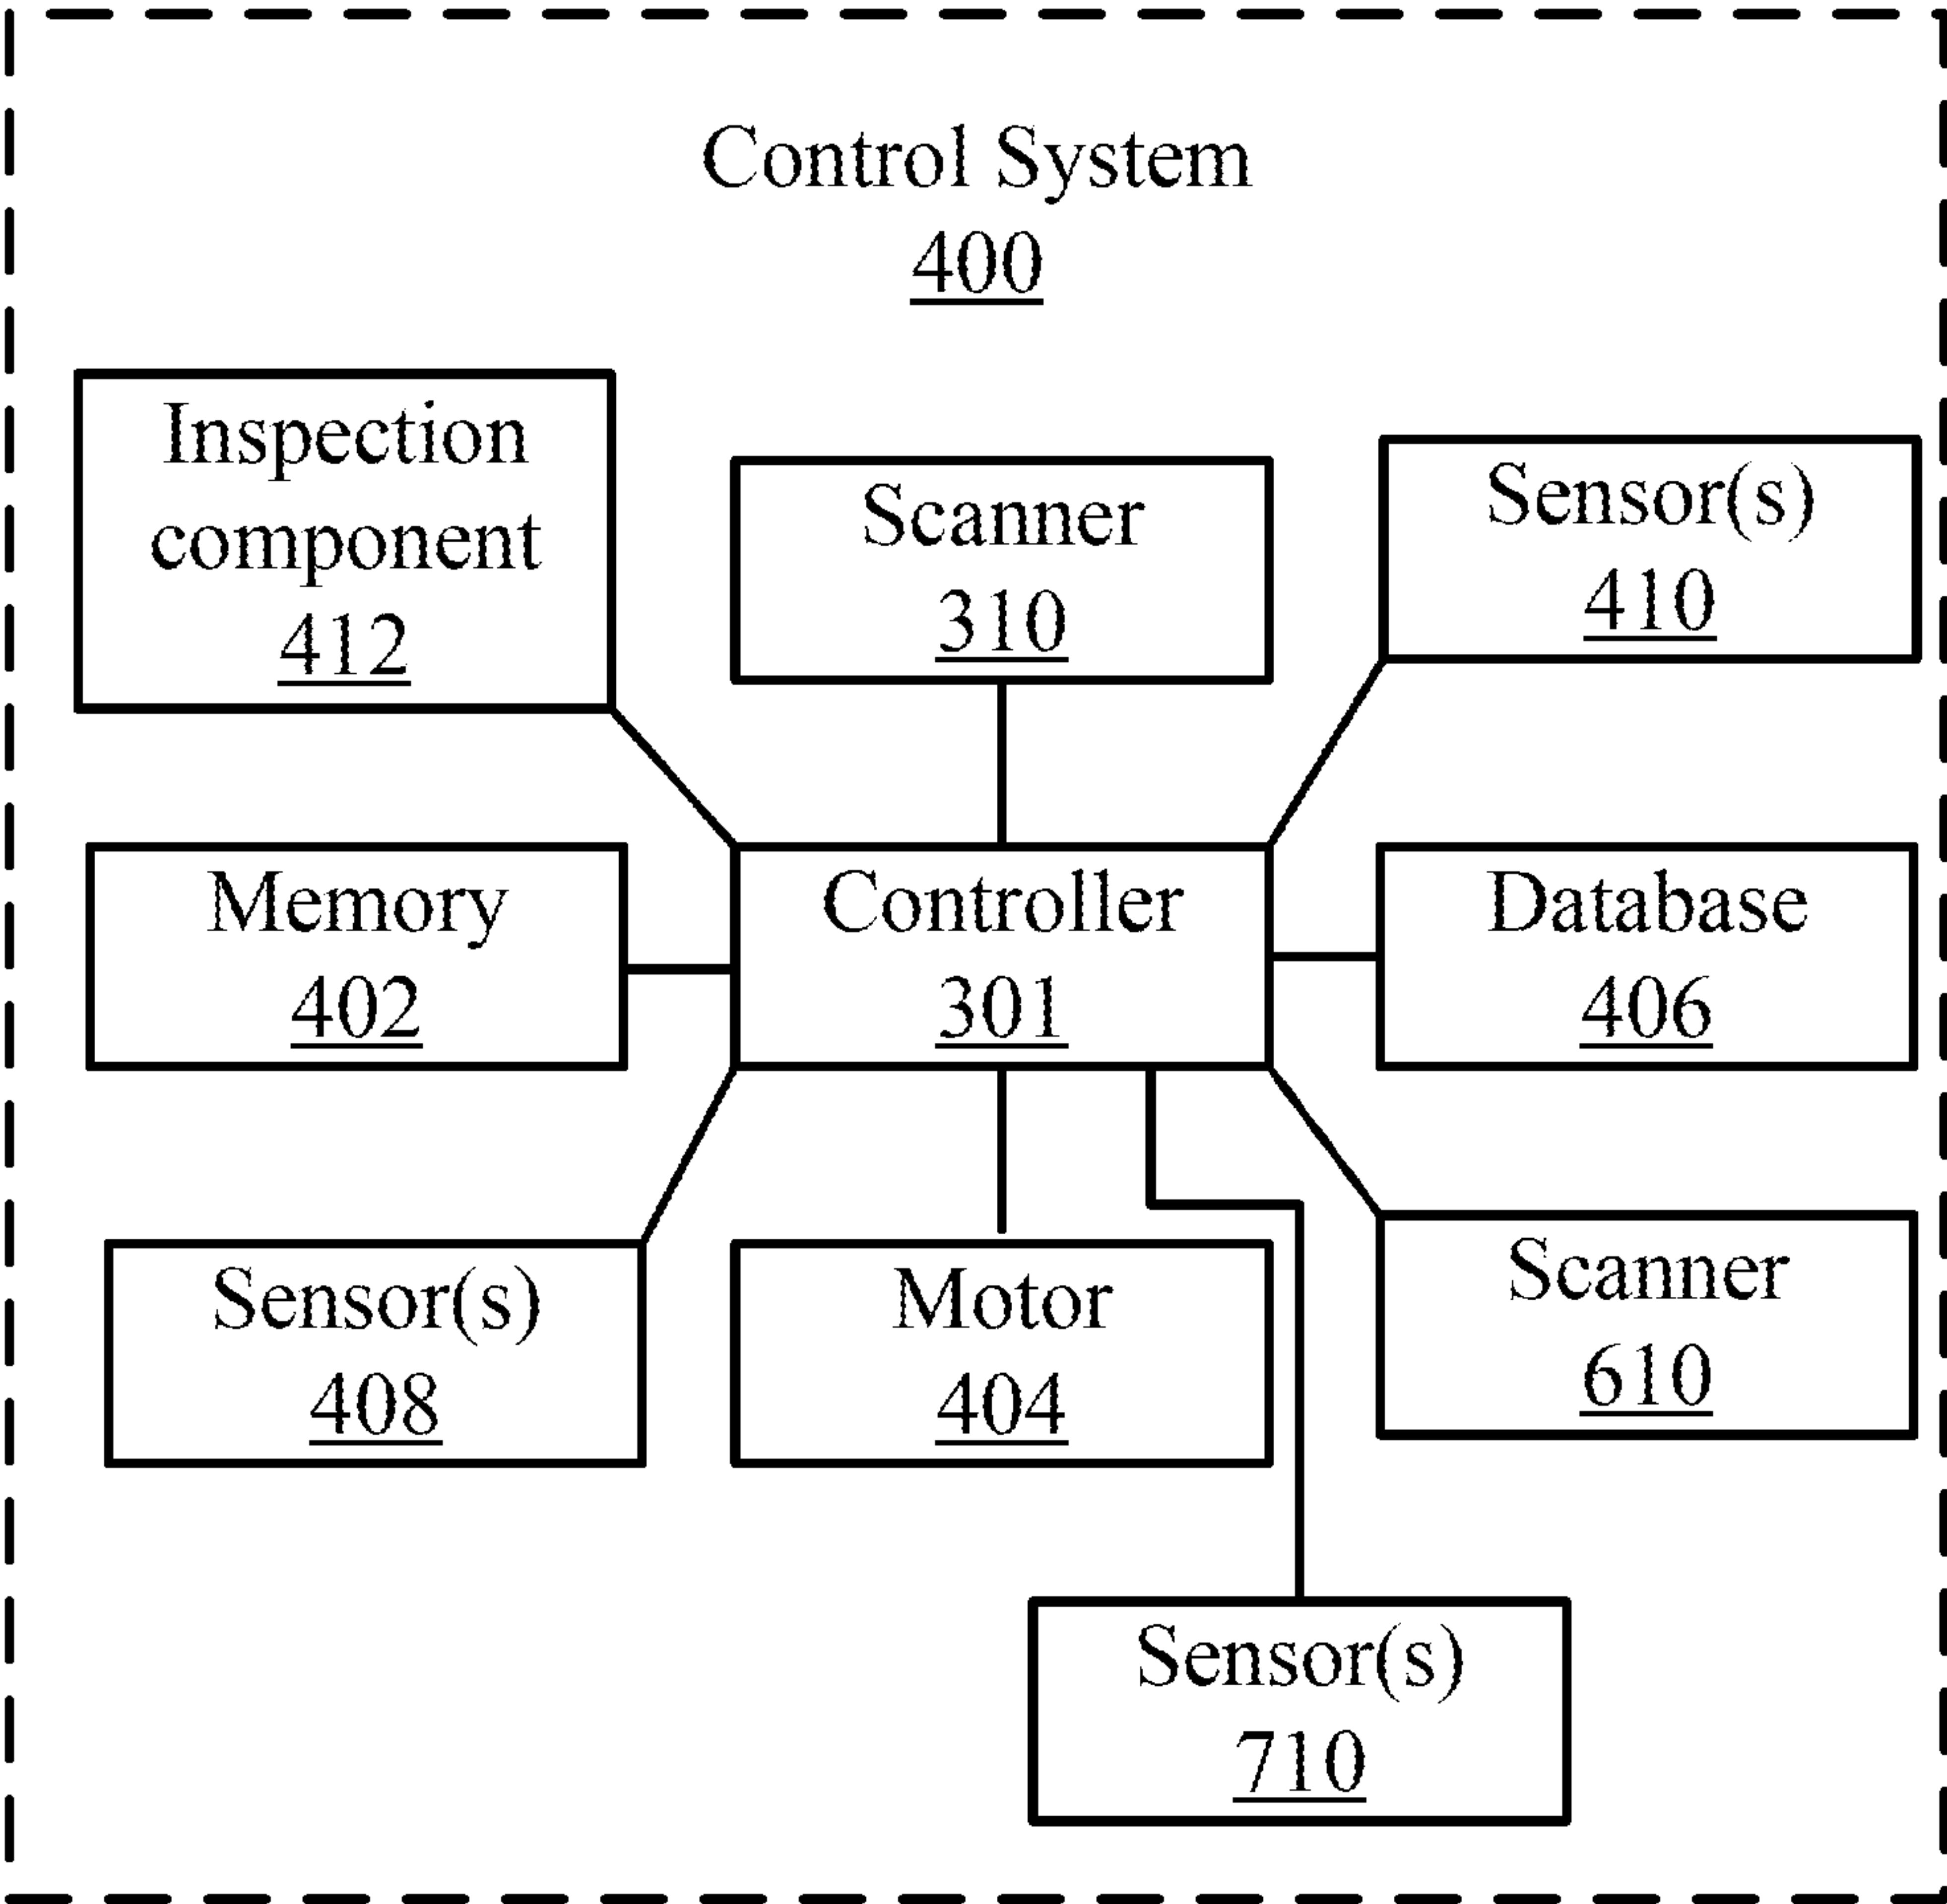 Control System
400
Inspection
component
412
Scanner
310
Sensor(s)
410
Memory
402
Controller
301
Database
406
Sensor(s)
408
Motor
404
Scanner
610
Sensor(s)
710